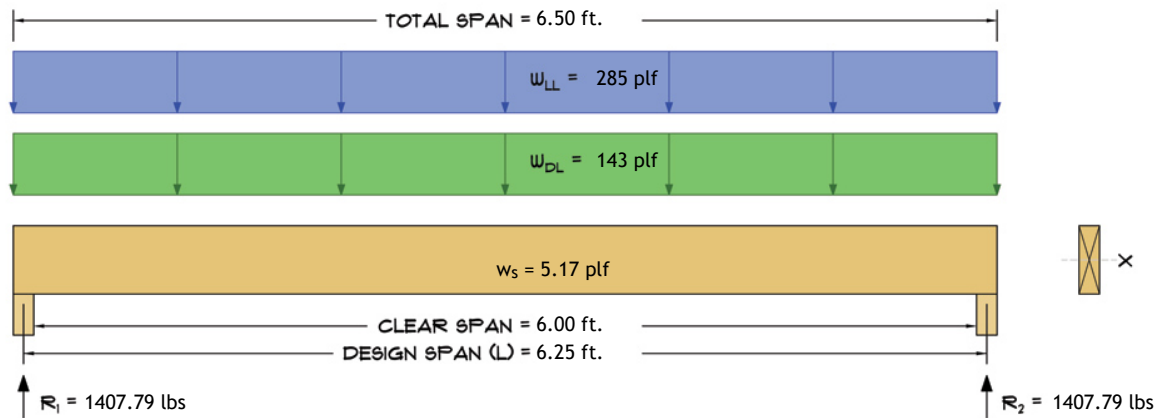 TOTAL SPAN = 6.50 ft.
WLL = 285 plf
WDL = 143 plf
ws = 5.17 plf
X
CLEAR SPAN = 6.00 ft.
DESIGN SPAN (L) = 6.25 ft.
R1 = 1407.79 lbs
R2 = 1407.79 lbs